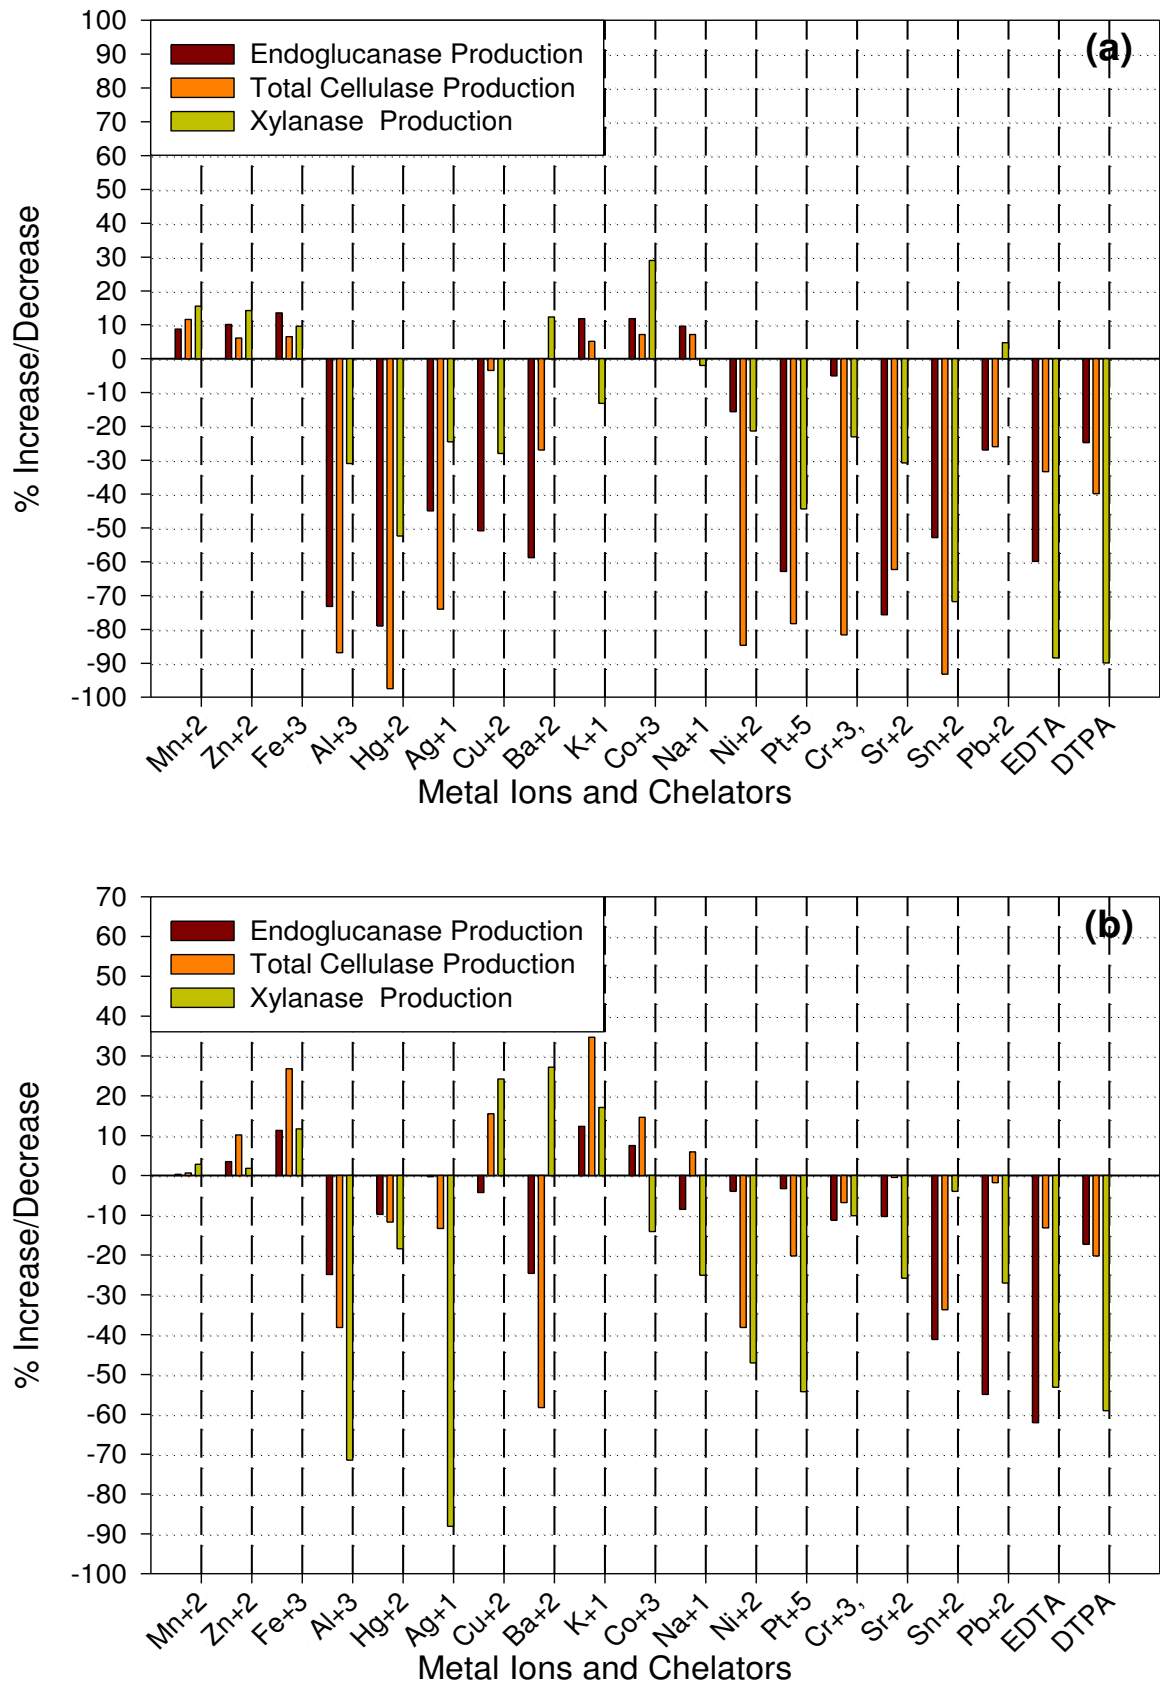 100
90
80
70
60
50
40
30
20
10
0
-10
-20
-30
-40
-50
-60
-70
-80
-90
-100
% Increase/Decrease
Endoglucanase Production
Total Cellulase Production
Xylanase Production
(a)
Mn+2
Zn+2
Fe+3
Al+3
Hg+2
Ag+1
Cu+2
Ba+2
K+1
Co+3
Na+1
Ni+2
Pt+5
Cr+3,
Sr+2
Sn+2
Pb+2
EDTA
DTPA
Metal Ions and Chelators
70
60
50
40
30
20
10
0
-10
-20
-30
-40
-50
-60
-70
-80
-90
-100
% Increase/Decrease
Endoglucanase Production
Total Cellulase Production
Xylanase Production
(b)
Mn+2
Zn+2
Fe+3
Al+3
Hg+2
Ag+1
Cu+2
Ba+2
K+1
Co+3
Na+1
Ni+2
Pt+5
Cr+3,
Sr+2
Sn+2
Pb+2
EDTA
DTPA
Metal Ions and Chelators